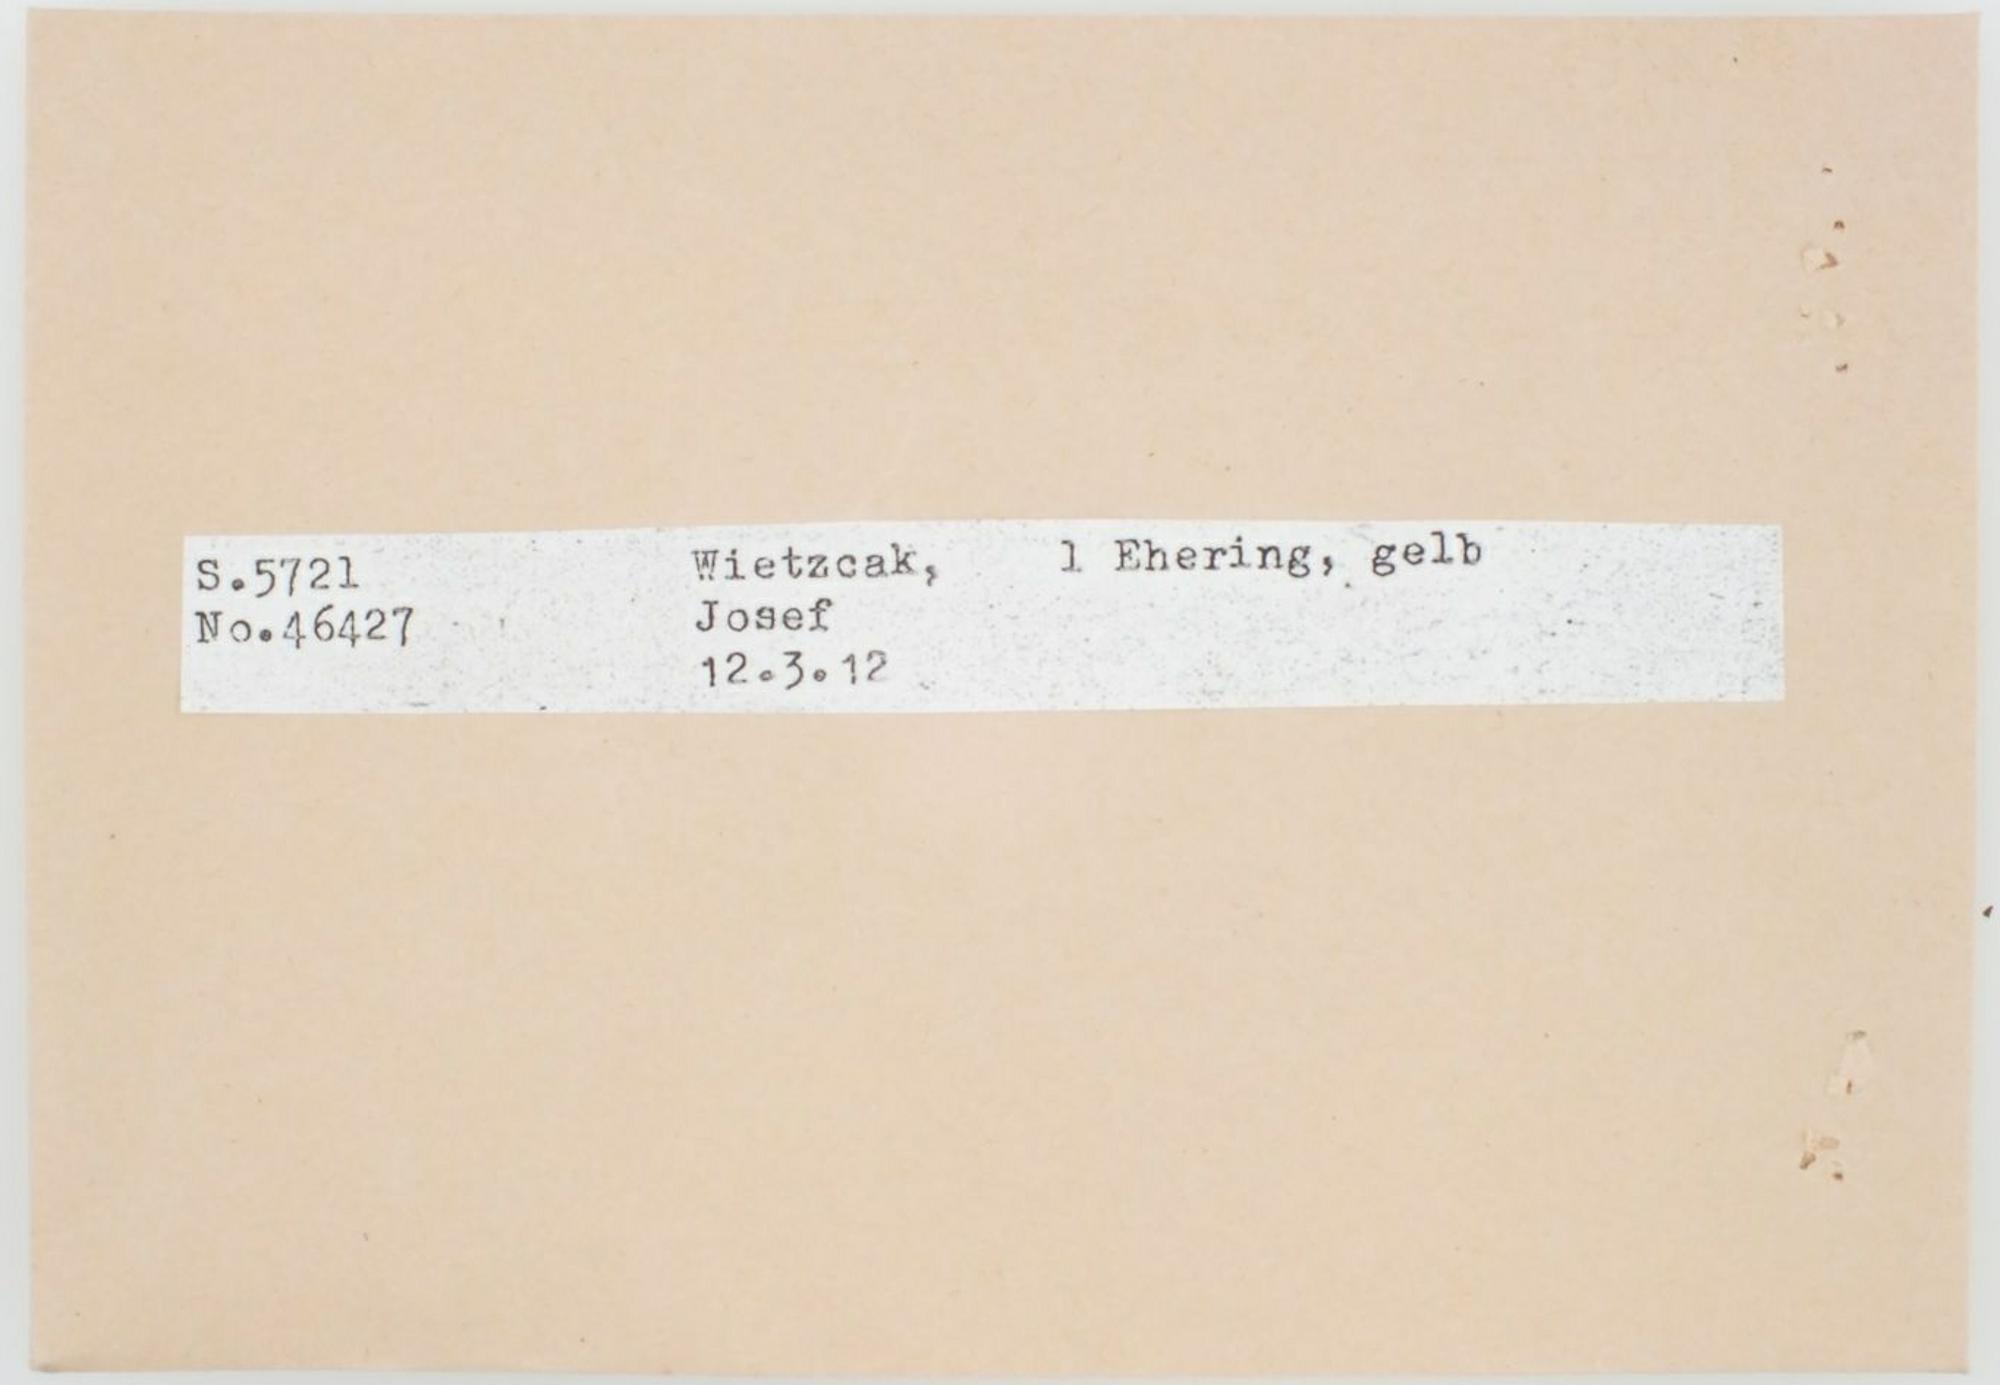 S.5721
No.46427
Wietzcak,
Josef
12.3.12
1 Ehering, gelb